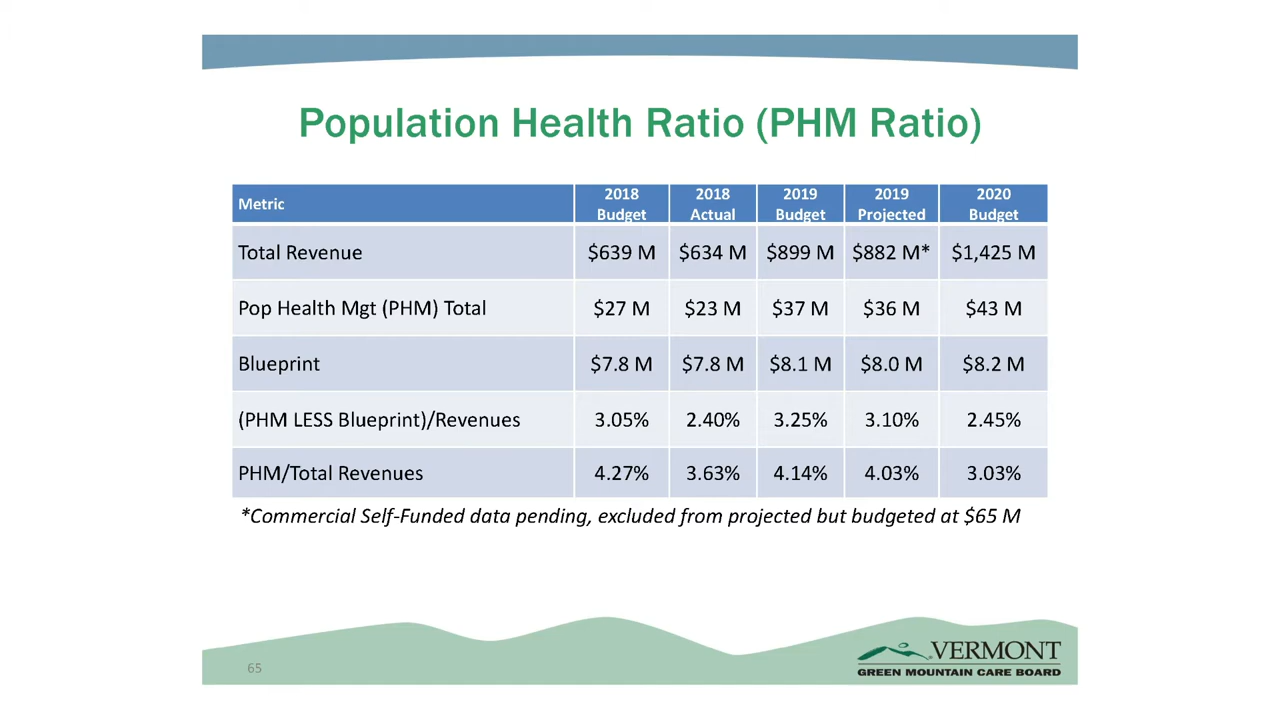 Population Health Ratio (PHM Ratio)
Metric 2018 Budget 2018 Actual 2019 Budget 2019 Projected 2020 Budget
Total Revenue $639 M $634 M $899 M $882 M* $1,425 M
Pop Health Mgt (PHM) Total $27 M $23 M $37 M $36 M $43 M
Blueprint $7.8 M $7.8 M $8.1 M $8.0 M $8.2 M
(PHM LESS Blueprint)/Revenues 3.05% 2.40% 3.25% 3.10% 2.45%
PHM/Total Revenues 4.27% 3.63% 4.14% 4.03% 3.03%
*Commercial Self-Funded data pending, excluded from projected but budgeted at $65 M
65
VERMONT
GREEN MOUNTAIN CARE BOARD